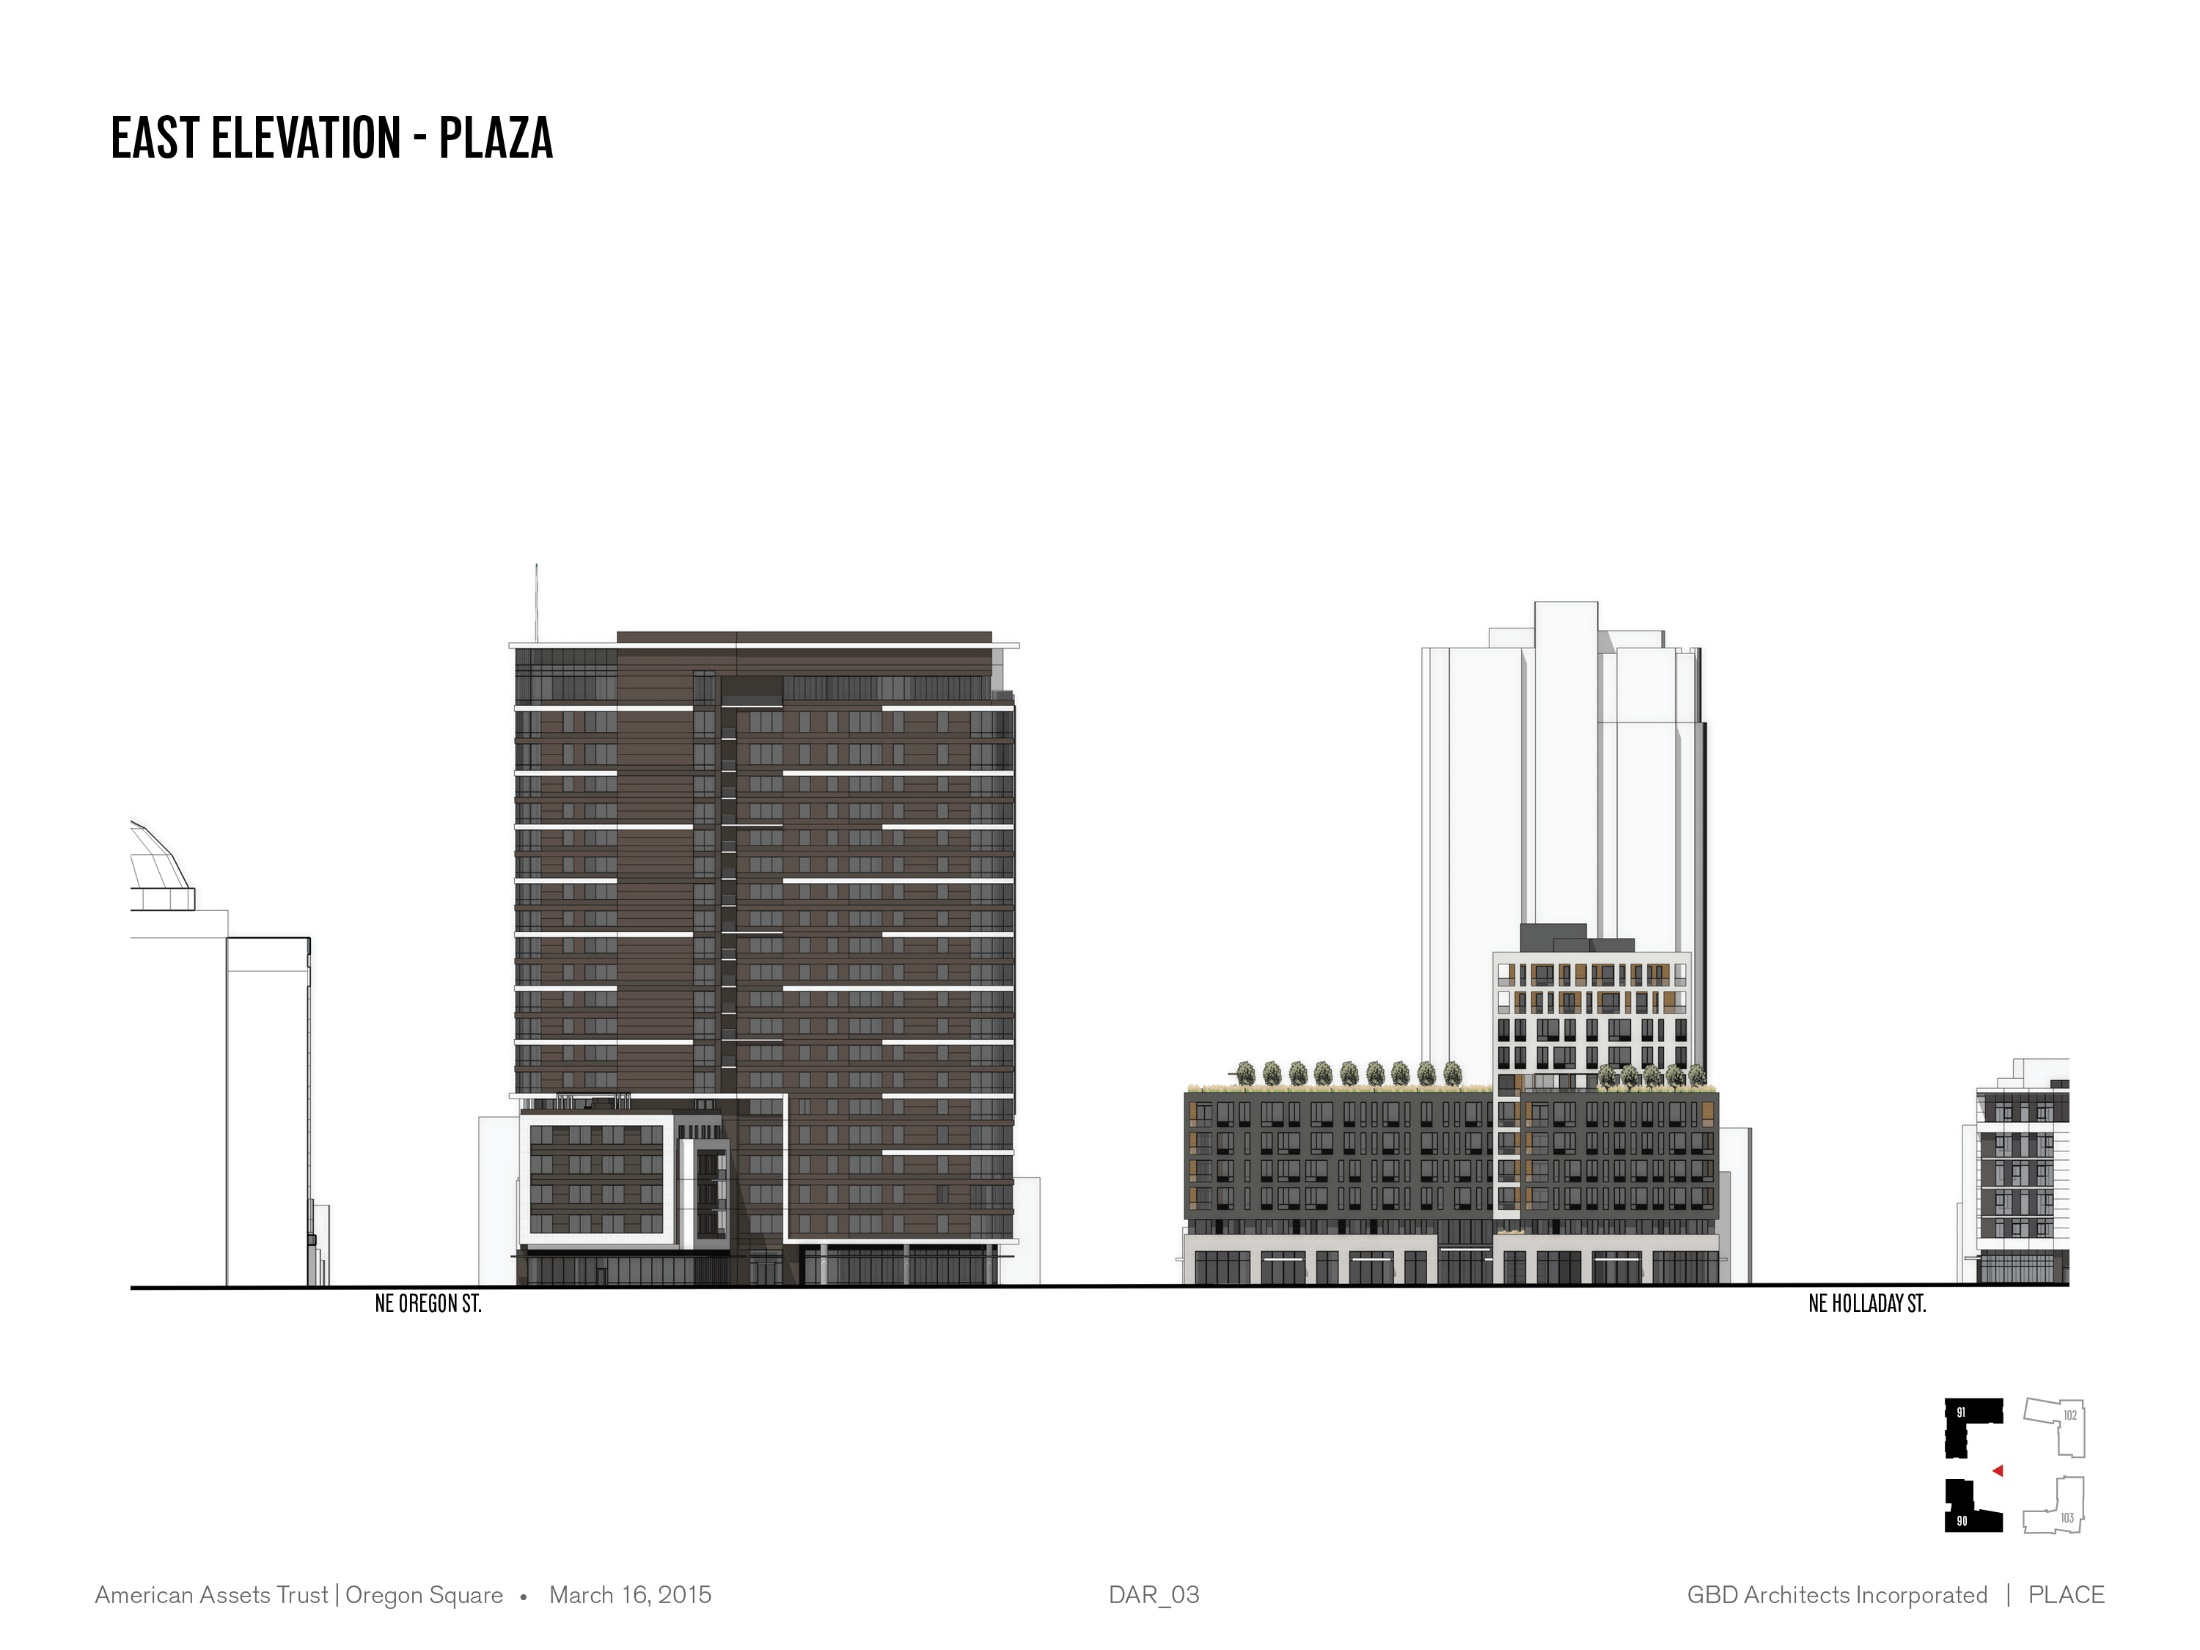 EAST ELEVATION - PLAZA
NE OREGON ST.
NE HOLLADAY ST.
91
102
90
103
American Assets Trust | Oregon Square • March 16, 2015
DAR_03
GBD Architects Incorporated | PLACE